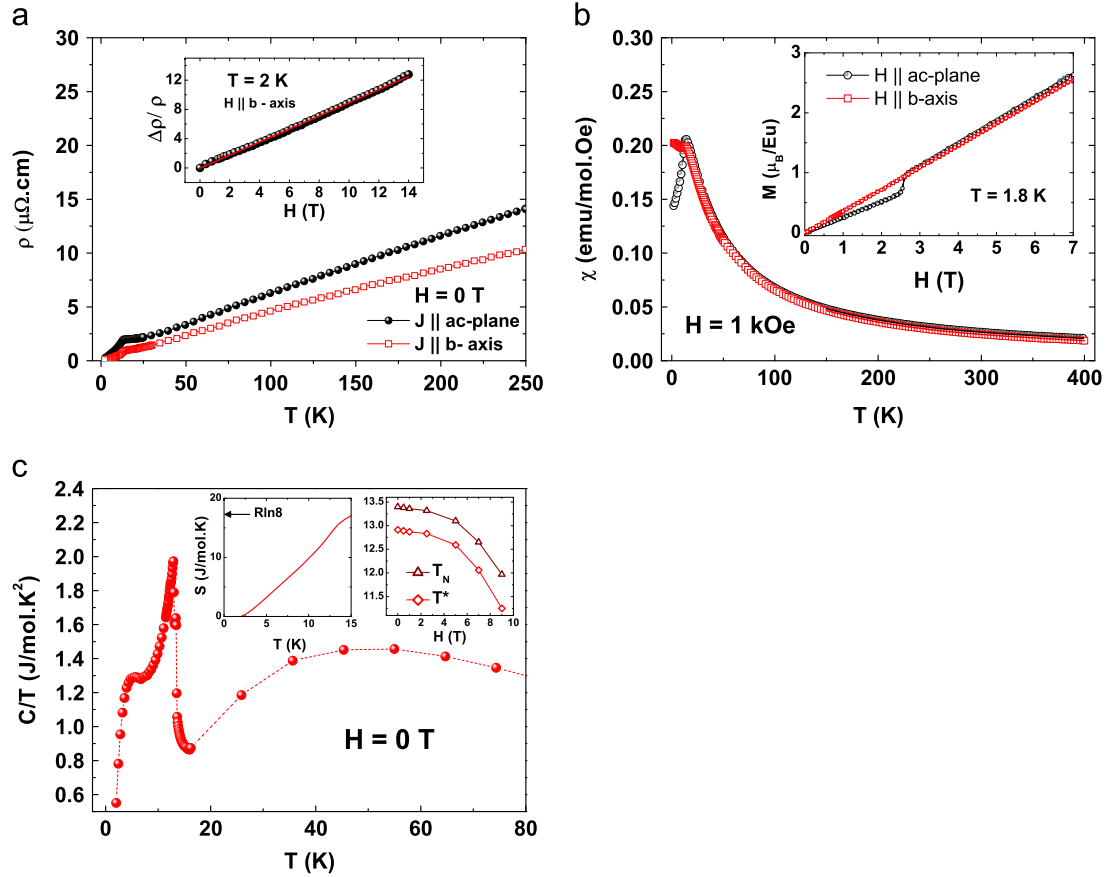 a
30
25
20
15
10
5
0
ρ (μΩ.cm)
0 50 100 150 200 250
T (K)
12
8
4
0
Δρ/ ρ
0 2 4 6 8 10 12 14
H (T)
T = 2 K
H || b - axis
H = 0 T
J || ac-plane
J || b- axis
b
0.30
0.25
0.20
0.15
0.10
0.05
0.00
χ (emu/mol.Oe)
0 100 200 300 400
T (K)
H = 1 kOe
3
2
1
0
M (μB/Eu)
0 1 2 3 4 5 6 7
H (T)
H || ac-plane
H || b-axis
T = 1.8 K
c
2.4
2.2
2.0
1.8
1.6
1.4
1.2
1.0
0.8
0.6
C/T (J/mol.K²)
0 20 40 60 80
T (K)
H = 0 T
20
10
0
S (J/mol.K)
0 5 10 15
T (K)
Rln8
13.5
13.0
12.5
12.0
11.5
0 2 4 6 8 10
H (T)
TN
T*